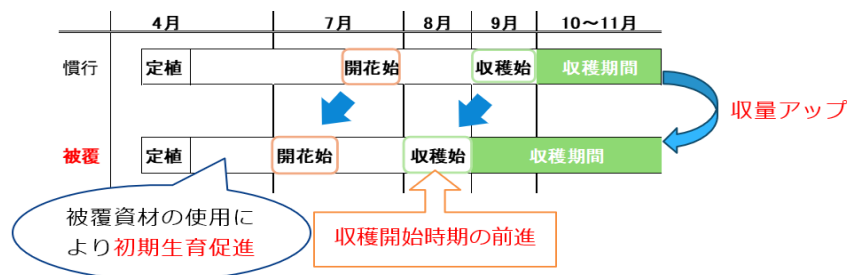 4月 7月 8月 9月 10～11月
慣行 定植 開花始 収穫始 収穫期間
収量アップ
被覆 定植 開花始 収穫始 収穫期間
被覆資材の使用に
より初期生育促進
収穫開始時期の前進